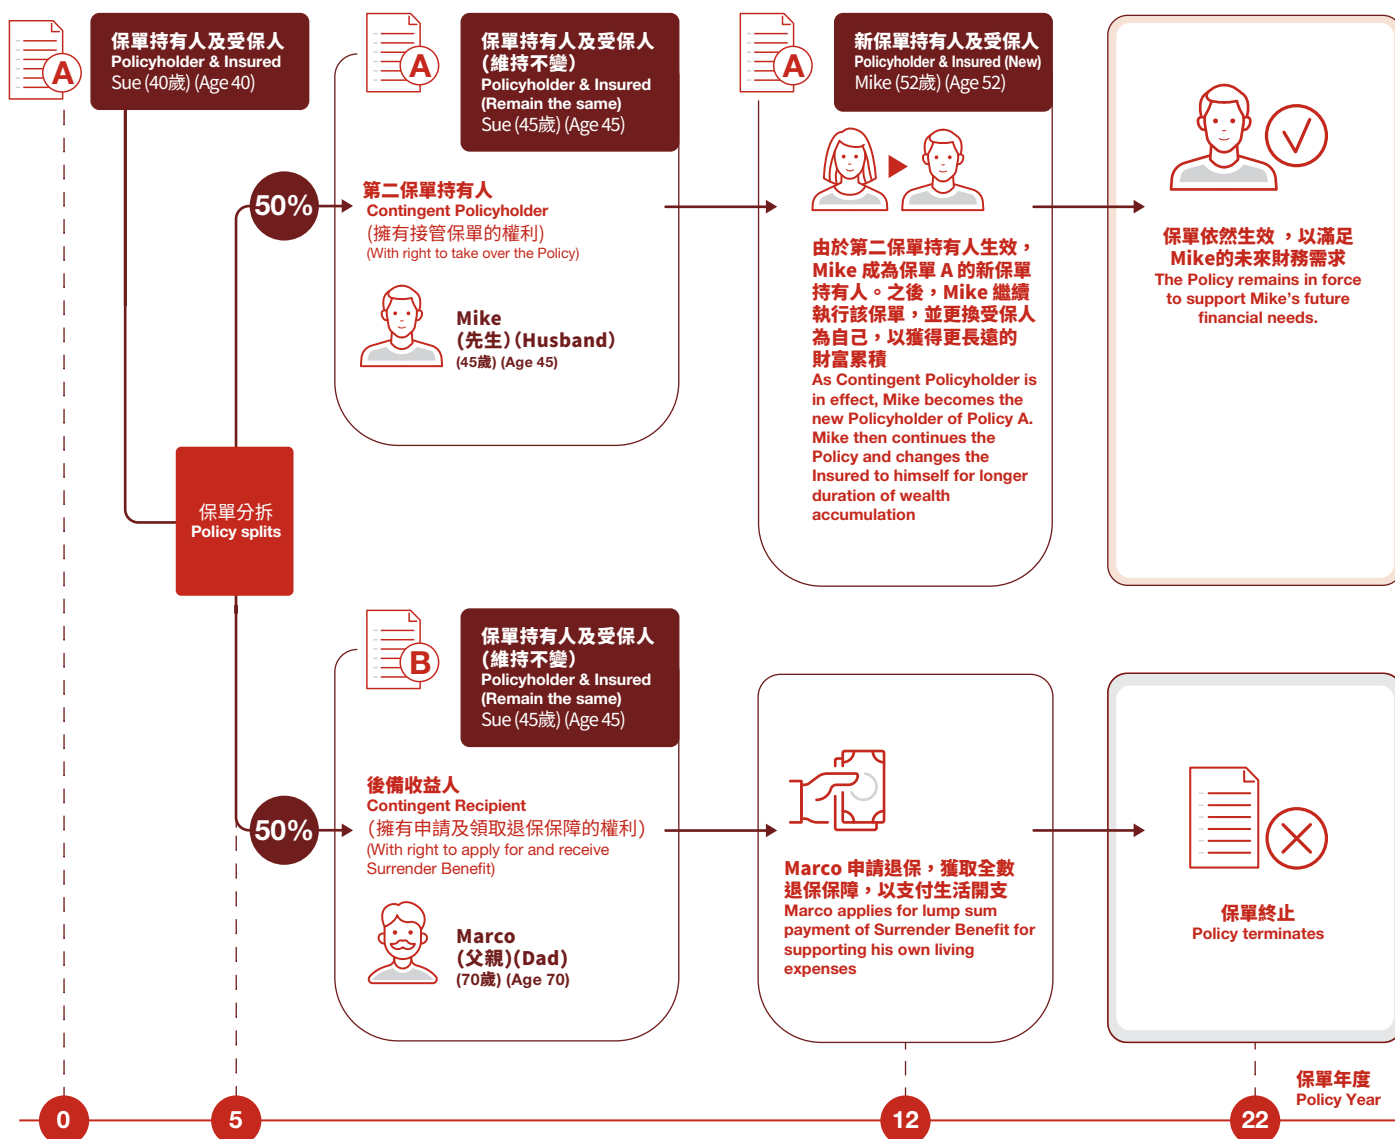 A
保單持有人及受保人
Policyholder & Insured
Sue (40歲) (Age 40)
A
保單持有人及受保人
(維持不變)
Policyholder & Insured
(Remain the same)
Sue (45歲) (Age 45)
50%
第二保單持有人
Contingent Policyholder
(擁有接管保單的權利)
(With right to take over the Policy)
Mike
(先生) (Husband)
(45歲) (Age 45)
A
新保單持有人及受保人
Policyholder & Insured (New)
Mike (52歲) (Age 52)
由於第二保單持有人生效，
Mike 成為保單 A 的新保單
持有人。之後，Mike 繼續
執行該保單，並更換受保人
為自己，以獲得更長遠的
財富累積
As Contingent Policyholder is
in effect, Mike becomes the
new Policyholder of Policy A.
Mike then continues the
Policy and changes the
Insured to himself for longer
duration of wealth
accumulation
保單依然生效，以滿足
Mike的未來財務需求
The Policy remains in force
to support Mike's future
financial needs.
保單分拆
Policy splits
B
保單持有人及受保人
(維持不變)
Policyholder & Insured
(Remain the same)
Sue (45歲) (Age 45)
50%
後備收益人
Contingent Recipient
(擁有申請及領取退保保障的權利)
(With right to apply for and receive
Surrender Benefit)
Marco
(父親)(Dad)
(70歲) (Age 70)
Marco 申請退保，獲取全數
退保保障，以支付生活開支
Marco applies for lump sum
payment of Surrender Benefit for
supporting his own living
expenses
保單終止
Policy terminates
保單年度
Policy Year
0
5
12
22